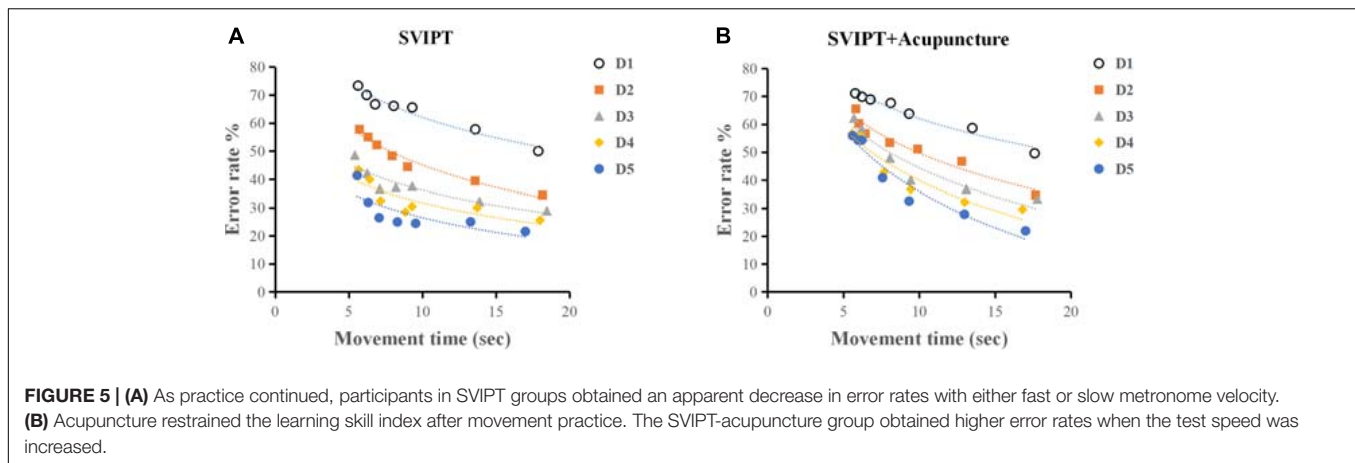 A
SVIPT
80
70
60
50
40
30
20
10
0
Error rate %
0 5 10 15 20
Movement time (sec)
D1
D2
D3
D4
D5
B
SVIPT+Acupuncture
80
70
60
50
40
30
20
10
0
Error rate %
0 5 10 15 20
Movement time (sec)
D1
D2
D3
D4
D5
FIGURE 5 | (A) As practice continued, participants in SVIPT groups obtained an apparent decrease in error rates with either fast or slow metronome velocity.
(B) Acupuncture restrained the learning skill index after movement practice. The SVIPT-acupuncture group obtained higher error rates when the test speed was
increased.